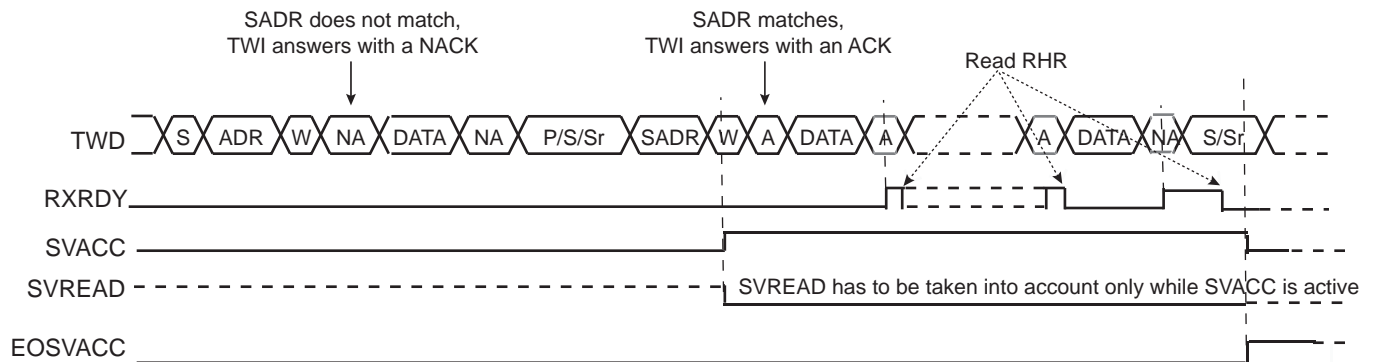 SADR does not match,
TWI answers with a NACK
SADR matches,
TWI answers with an ACK
Read RHR
TWD S ADR W NA DATA NA P/S/Sr SADR W A DATA A A DATA NA S/Sr
RXRDY
SVACC
SVREAD SVREAD has to be taken into account only while SVACC is active
EOSVACC